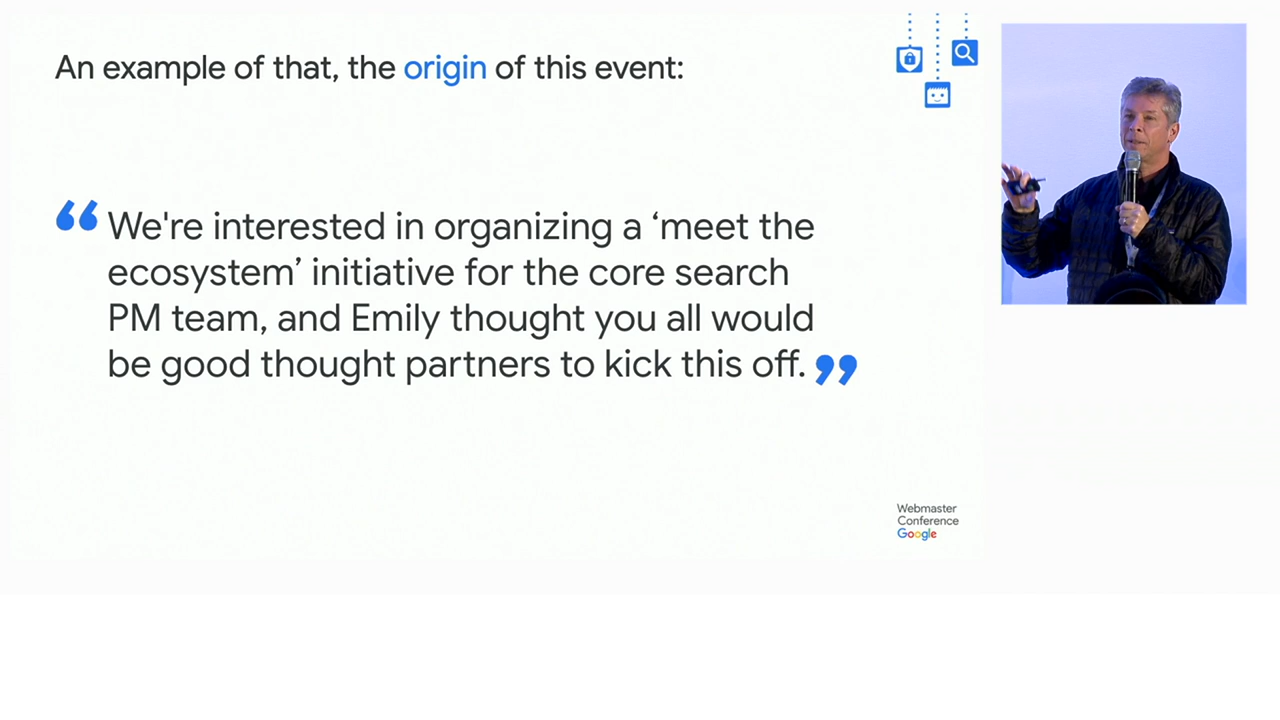 An example of that, the origin of this event:
“ We're interested in organizing a ‘meet the
ecosystem’ initiative for the core search
PM team, and Emily thought you all would
be good thought partners to kick this off. ”
Webmaster
Conference
Google